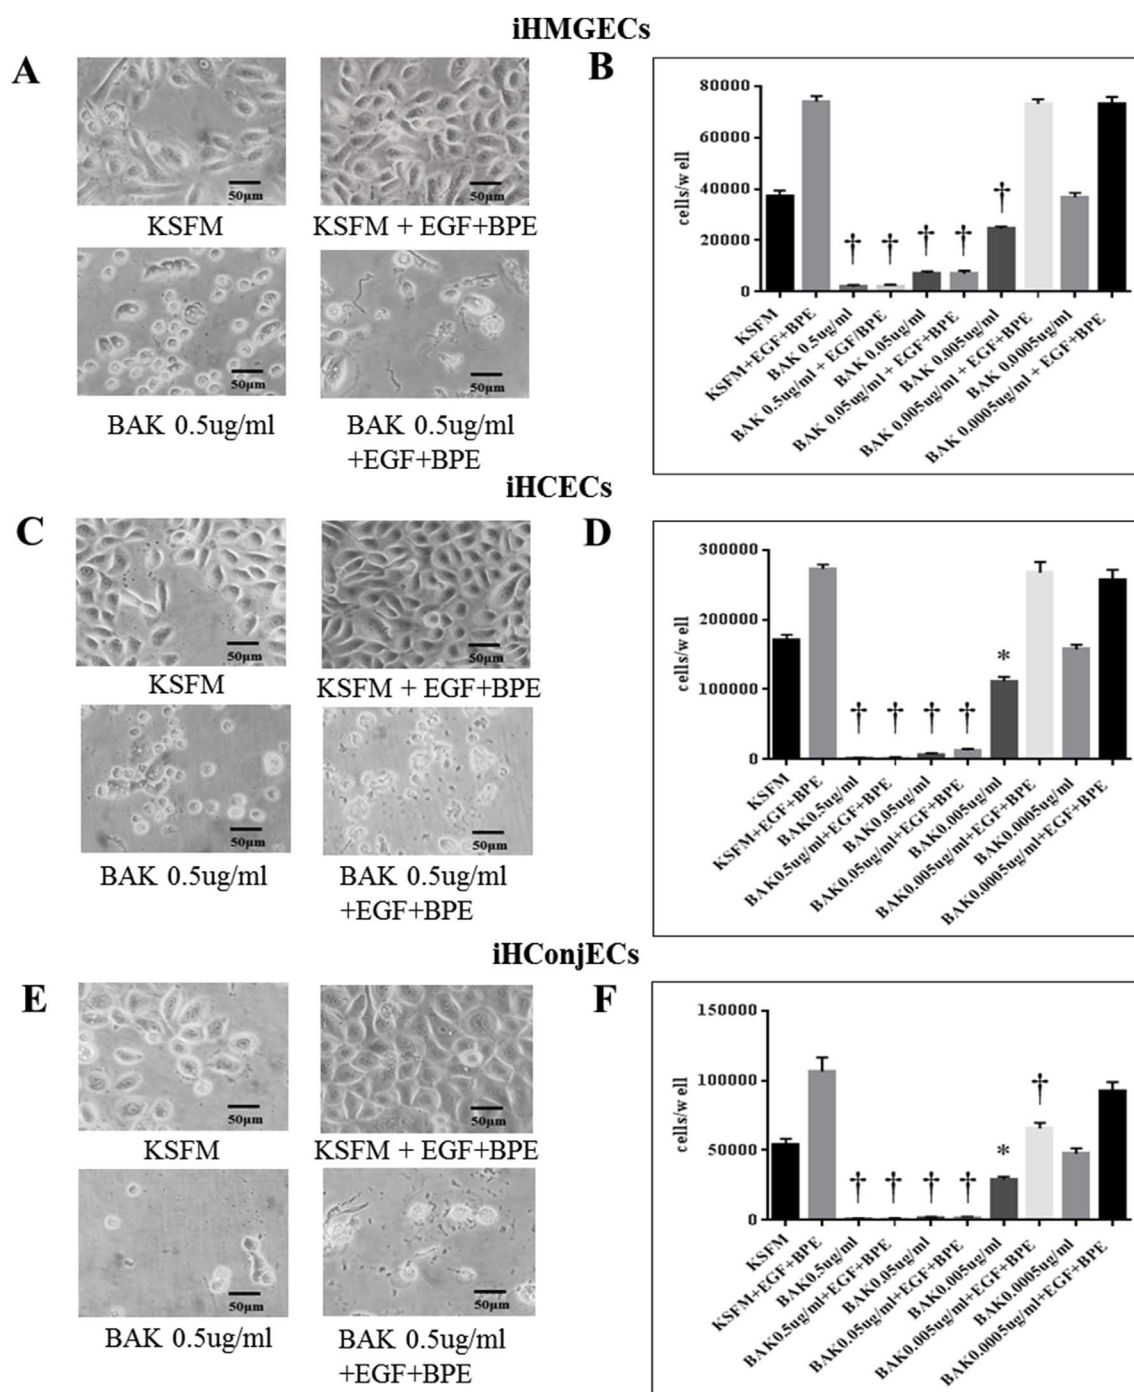 iHMGECs
A
50μm
50μm
KSFM
KSFM + EGF+BPE
50μm
50μm
BAK 0.5ug/ml
BAK 0.5ug/ml
+EGF+BPE
B
cells/well
80000
60000
40000
20000
0
†
†
†
†
†
KSFM
KSFM+EGF+BPE
BAK 0.5ug/ml
BAK 0.5ug/ml + EGF/BPE
BAK 0.05ug/ml
BAK 0.05ug/ml + EGF+BPE
BAK 0.005ug/ml
BAK 0.005ug/ml + EGF+BPE
BAK 0.0005ug/ml
BAK 0.0005ug/ml + EGF+BPE
iHCECs
C
50μm
50μm
KSFM
KSFM + EGF+BPE
50μm
50μm
BAK 0.5ug/ml
BAK 0.5ug/ml
+EGF+BPE
D
cells/well
300000
200000
100000
0
†
†
†
†
*
KSFM
KSFM+EGF+BPE
BAK0.5ug/ml
BAK0.5ug/ml+EGF+BPE
BAK0.05ug/ml
BAK0.05ug/ml+EGF+BPE
BAK0.005ug/ml
BAK0.005ug/ml+EGF+BPE
BAK0.0005ug/ml
BAK0.0005ug/ml+EGF+BPE
iHConjECs
E
50μm
50μm
KSFM
KSFM + EGF+BPE
50μm
50μm
BAK 0.5ug/ml
BAK 0.5ug/ml
+EGF+BPE
F
cells/well
150000
100000
50000
0
†
†
†
†
*
†
KSFM
KSFM+EGF+BPE
BAK0.5ug/ml
BAK0.5ug/ml+EGF+BPE
BAK0.05ug/ml
BAK0.05ug/ml+EGF+BPE
BAK0.005ug/ml
BAK0.005ug/ml+EGF+BPE
BAK0.0005ug/ml
BAK0.0005ug/ml+EGF+BPE